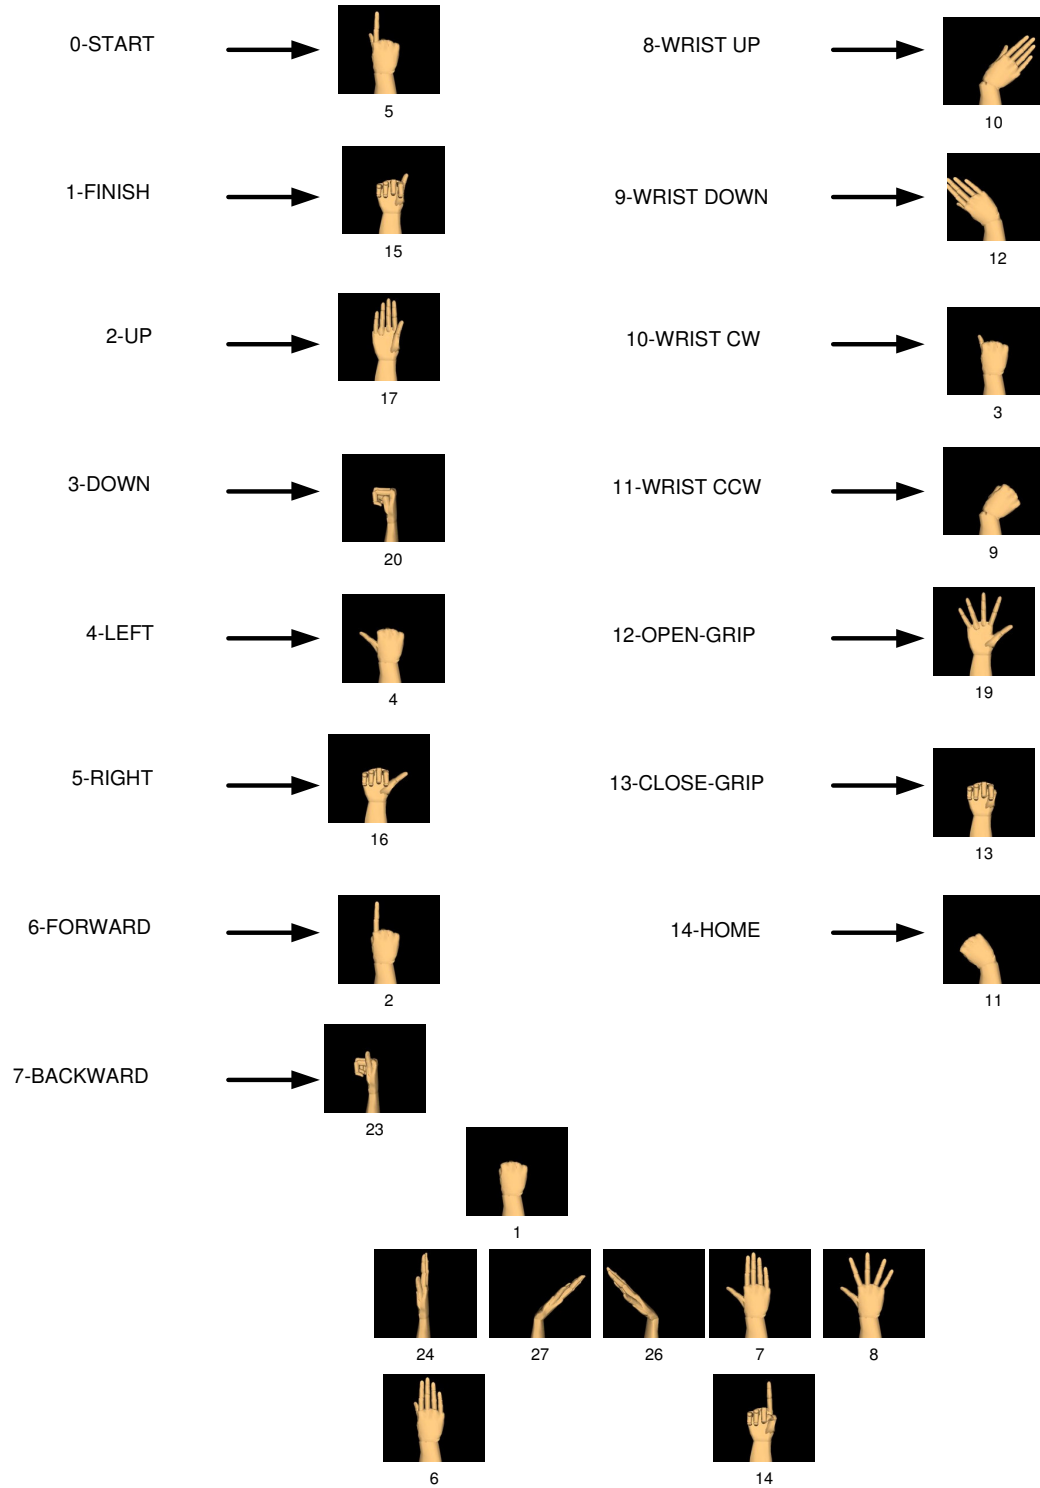 0-START
5
1-FINISH
15
2-UP
17
3-DOWN
20
4-LEFT
4
5-RIGHT
16
6-FORWARD
2
7-BACKWARD
23
8-WRIST UP
10
9-WRIST DOWN
12
10-WRIST CW
3
11-WRIST CCW
9
12-OPEN-GRIP
19
13-CLOSE-GRIP
13
14-HOME
11
1
24 27 26 7 8
6 14